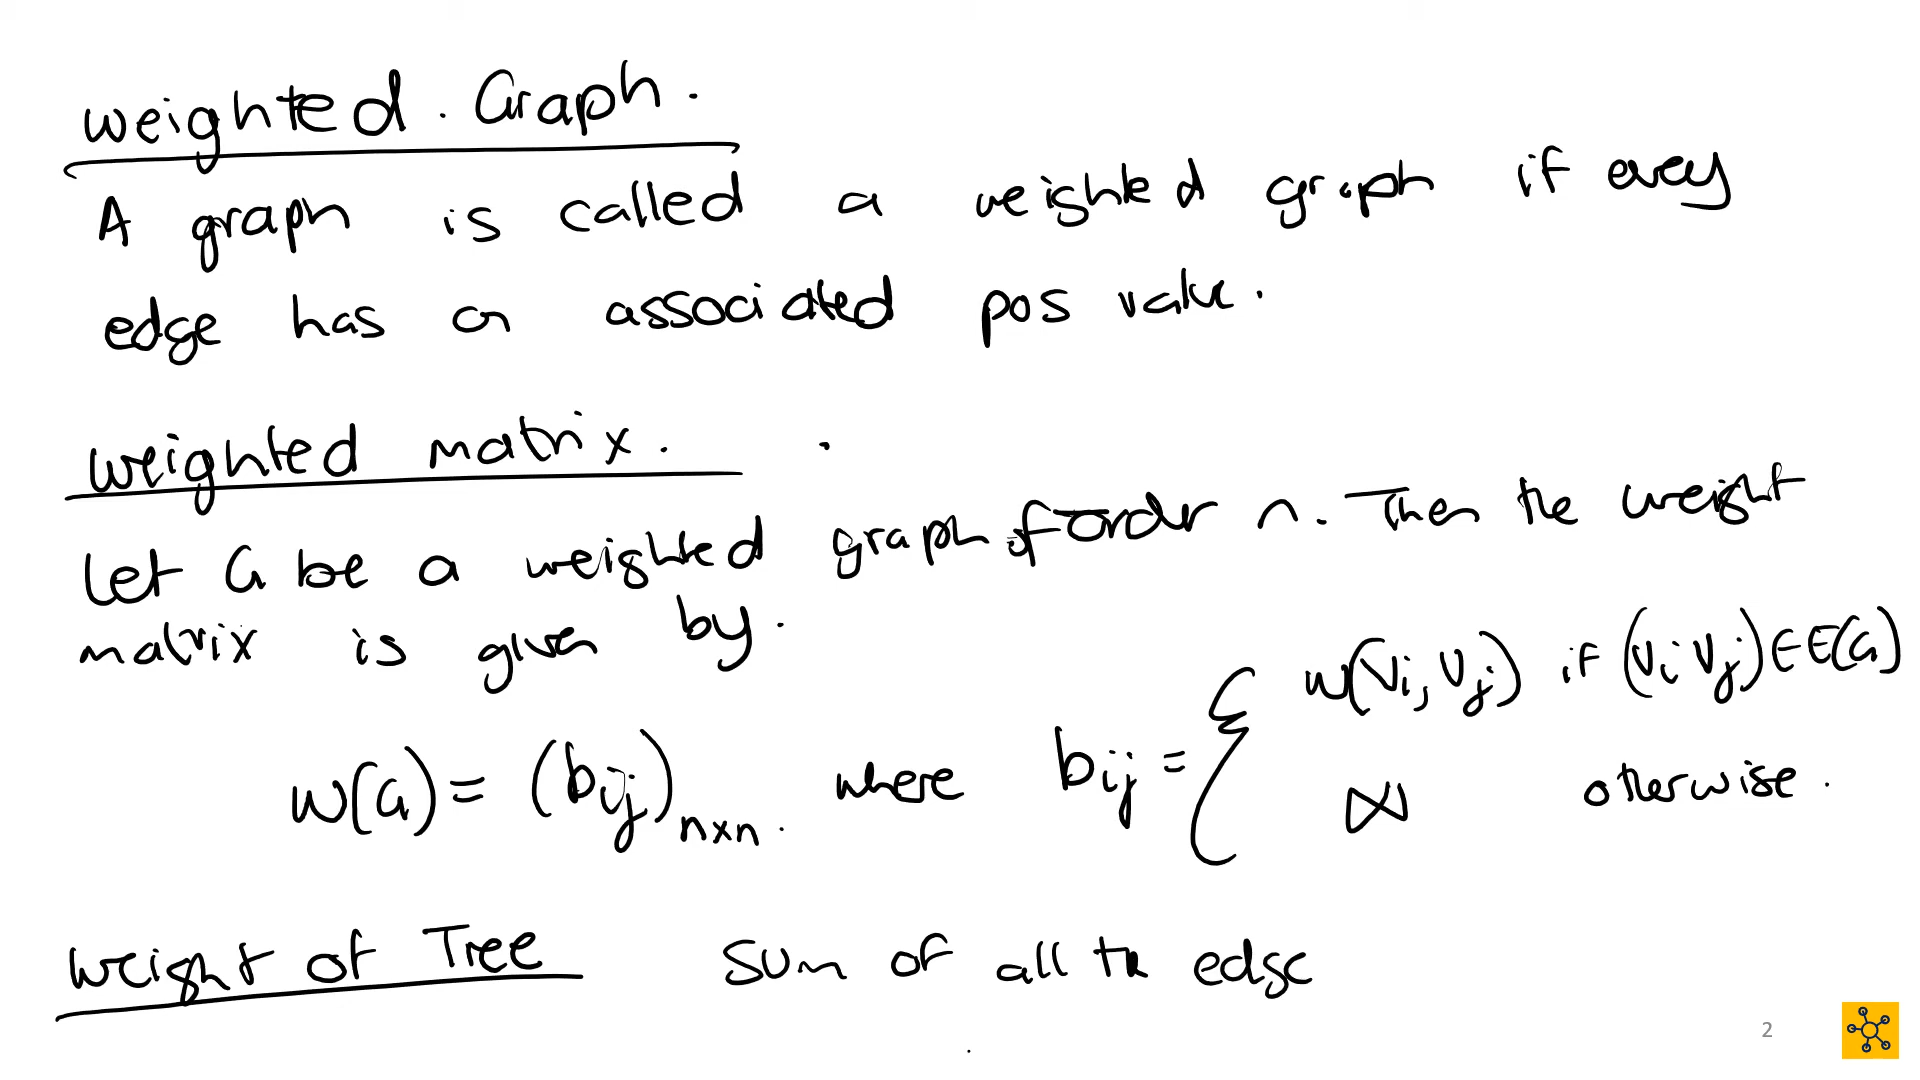 weighted. Graph.
A graph is called a weighted graph if every
edge has an associated pos value.
weighted matrix.
Let G be a weighted graph of order n. Then the weight
matrix is given by.
w(G) = (bij)n×n. where bij = { w(Vi, Vj) if (Vi Vj) ∈ E(G)
∞ otherwise.
weight of Tree sum of all the edge
2